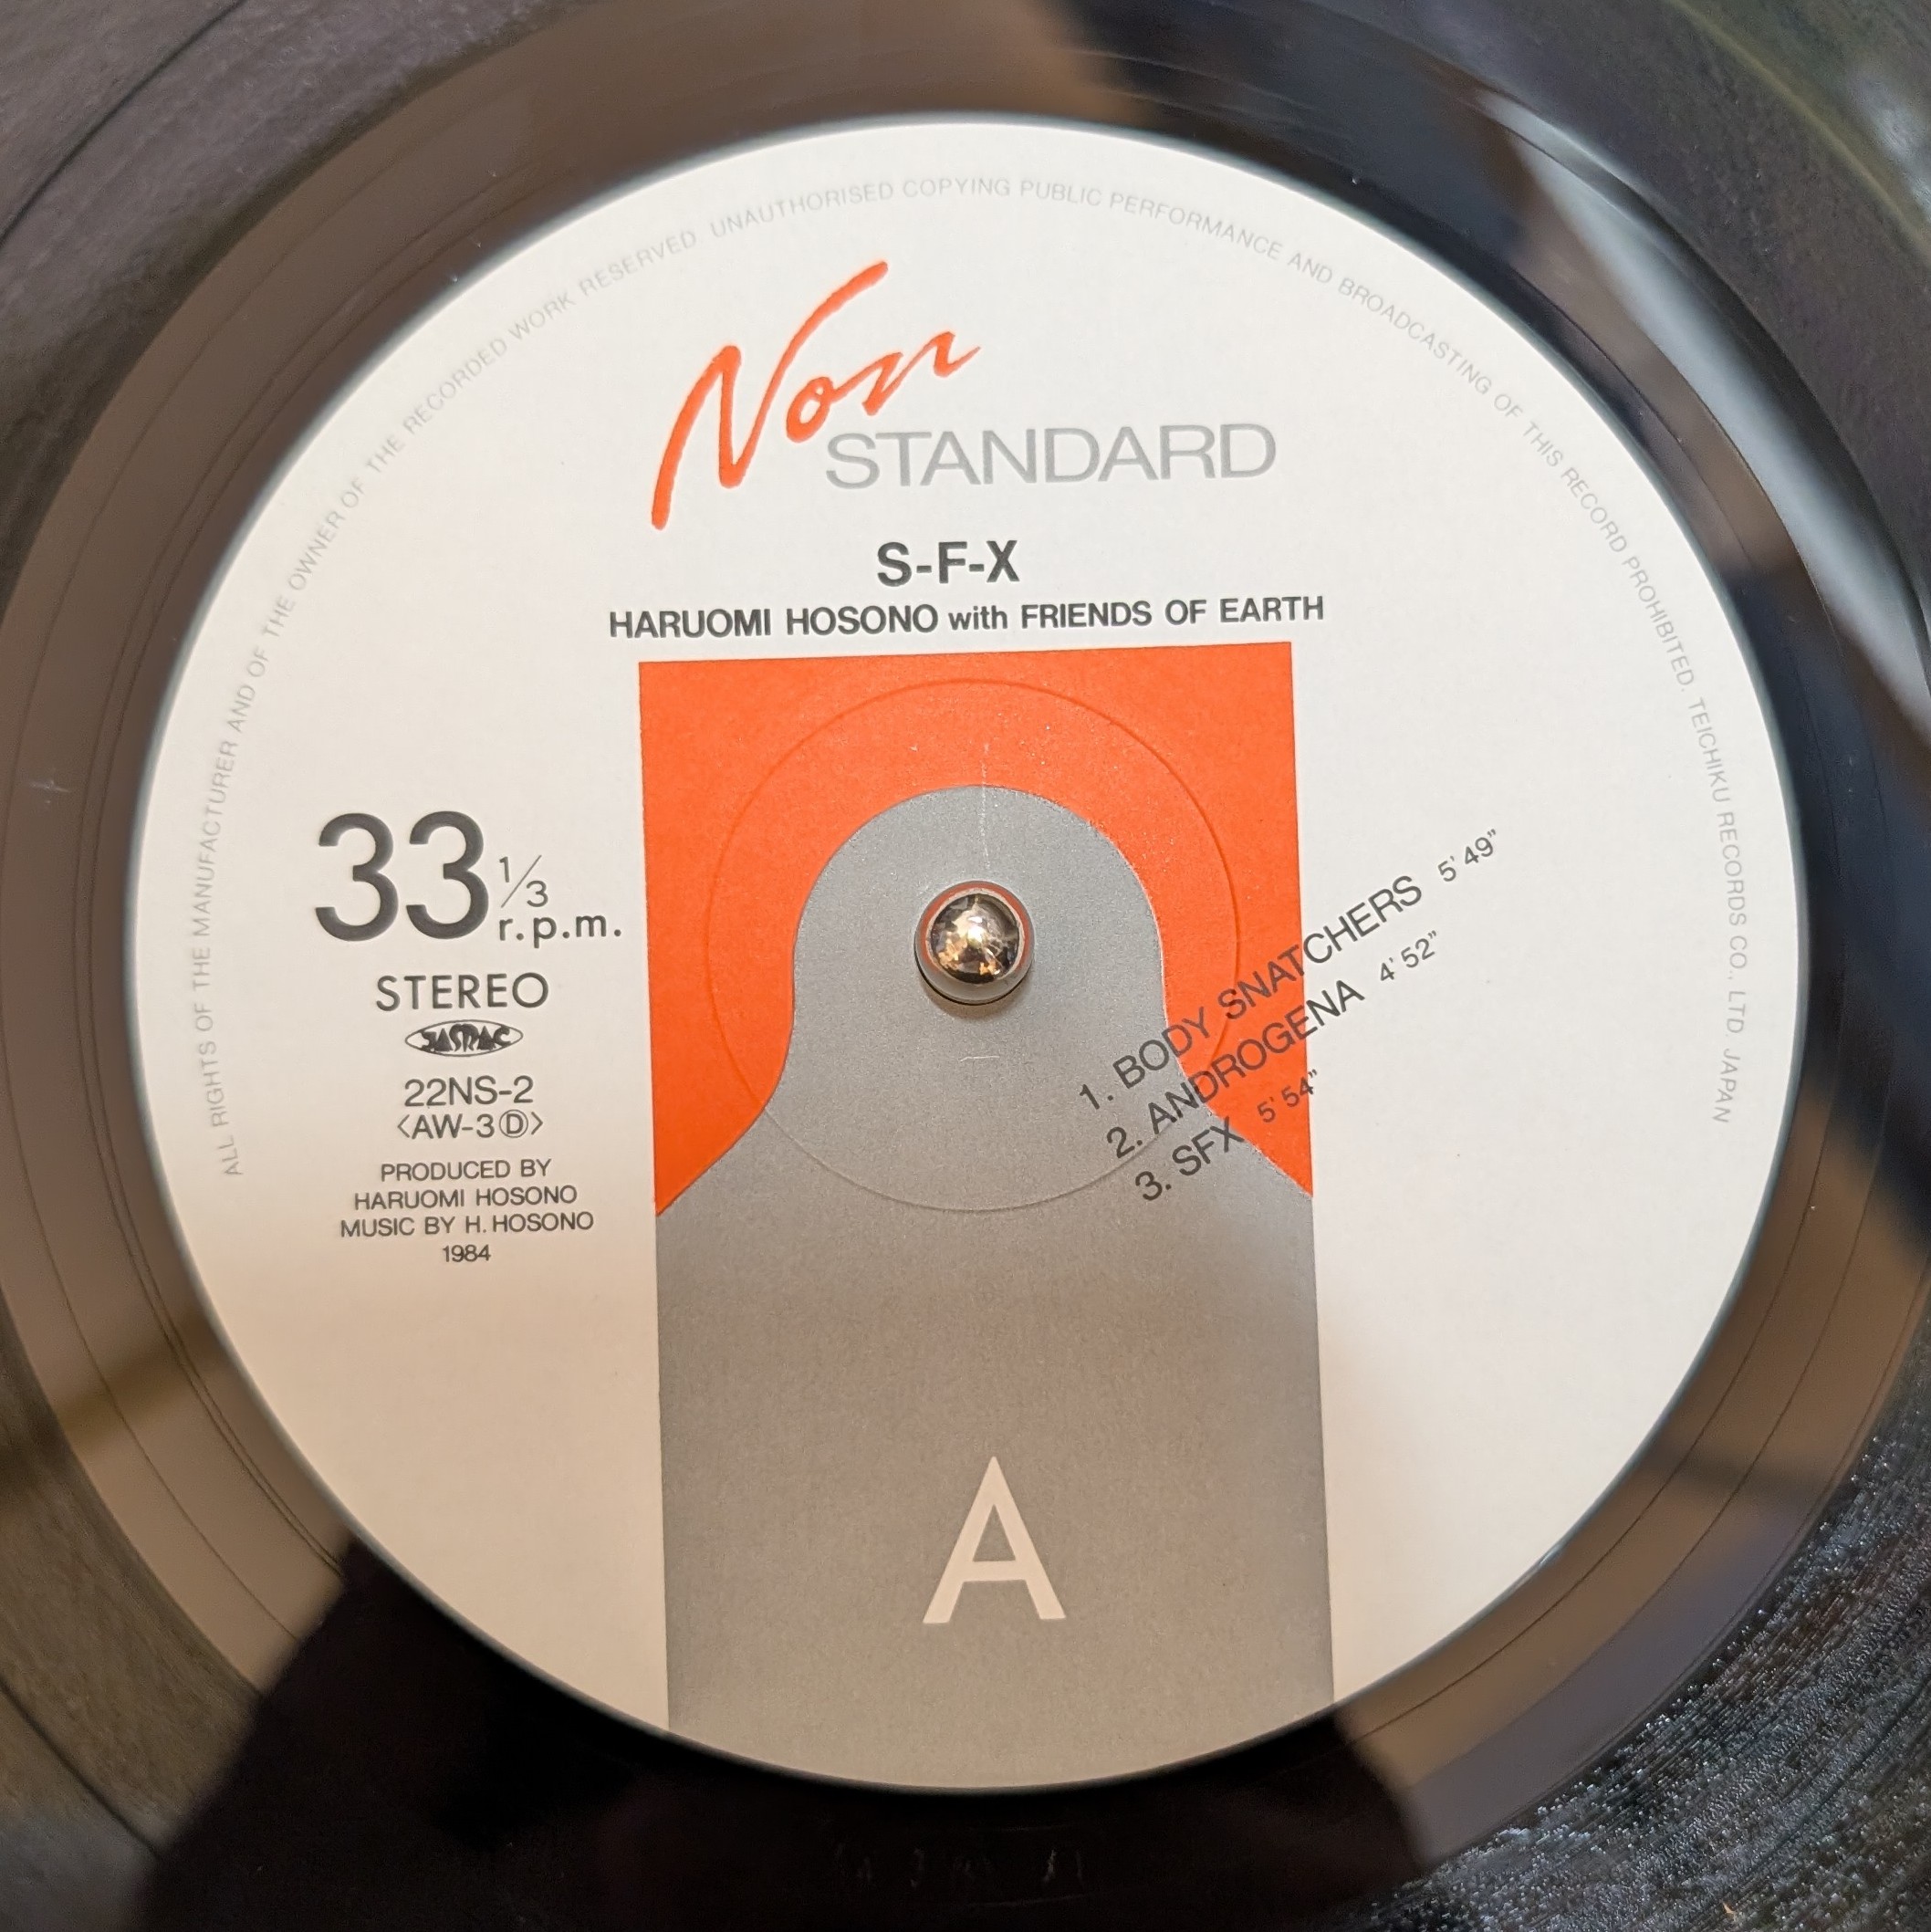 ALL RIGHTS OF THE MANUFACTURER AND OF THE OWNER OF THE RECORDED WORK RESERVED. UNAUTHORISED COPYING PUBLIC PERFORMANCE AND BROADCASTING OF THIS RECORD PROHIBITED. TEICHIKU RECORDS CO., LTD. JAPAN
Non
STANDARD
S-F-X
HARUOMI HOSONO with FRIENDS OF EARTH
33 1/3
r.p.m.
STEREO
JASRAC
22NS-2
<AW-3Ⓓ>
PRODUCED BY
HARUOMI HOSONO
MUSIC BY H. HOSONO
1984
1. BODY SNATCHERS 5'49"
2. ANDROGENA 4'52"
3. SFX 5'54"
A